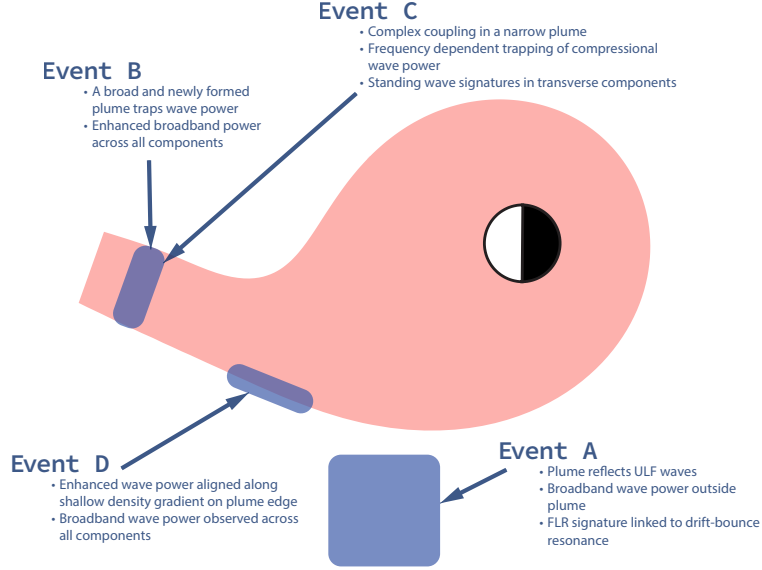 Event C
• Complex coupling in a narrow plume
• Frequency dependent trapping of compressional
wave power
• Standing wave signatures in transverse components
Event B
• A broad and newly formed
plume traps wave power
• Enhanced broadband power
across all components
Event D
• Enhanced wave power aligned along
shallow density gradient on plume edge
• Broadband wave power observed across
all components
Event A
• Plume reflects ULF waves
• Broadband wave power outside
plume
• FLR signature linked to drift-bounce
resonance